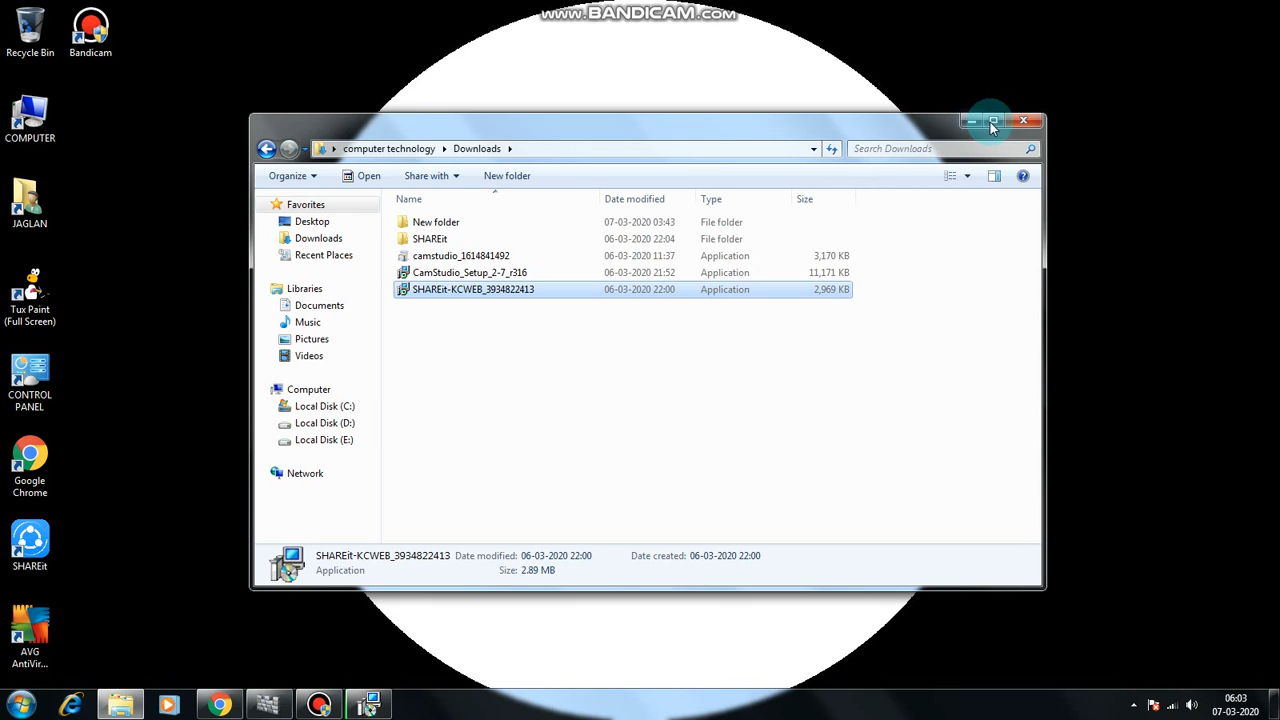 www.BANDICAM.com
Recycle Bin
Bandicam
COMPUTER
JAGLAN
Tux Paint
(Full Screen)
CONTROL
PANEL
Google
Chrome
SHAREit
AVG
AntiVir...
computer technology
Downloads
Search Downloads
Organize
Open
Share with
New folder
Favorites
Desktop
Downloads
Recent Places
Libraries
Documents
Music
Pictures
Videos
Computer
Local Disk (C:)
Local Disk (D:)
Local Disk (E:)
Network
Name Date modified Type Size
New folder 07-03-2020 03:43 File folder
SHAREit 06-03-2020 22:04 File folder
camstudio_1614841492 06-03-2020 11:37 Application 3,170 KB
CamStudio_Setup_2-7_r316 06-03-2020 21:52 Application 11,171 KB
SHAREit-KCWEB_3934822413 06-03-2020 22:00 Application 2,969 KB
SHAREit-KCWEB_3934822413 Date modified: 06-03-2020 22:00 Date created: 06-03-2020 22:00
Application Size: 2.89 MB
06:03
07-03-2020